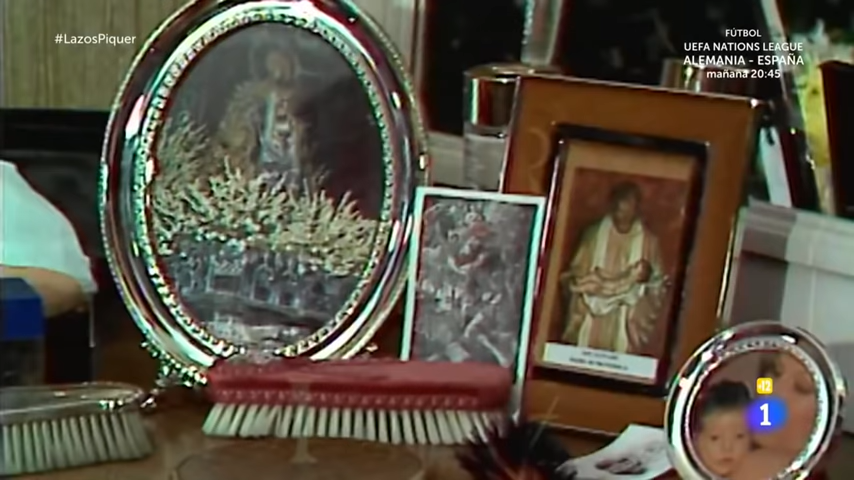 #LazosPiquer
FÚTBOL
UEFA NATIONS LEAGUE
ALEMANIA - ESPAÑA
mañana 20:45
+12
1